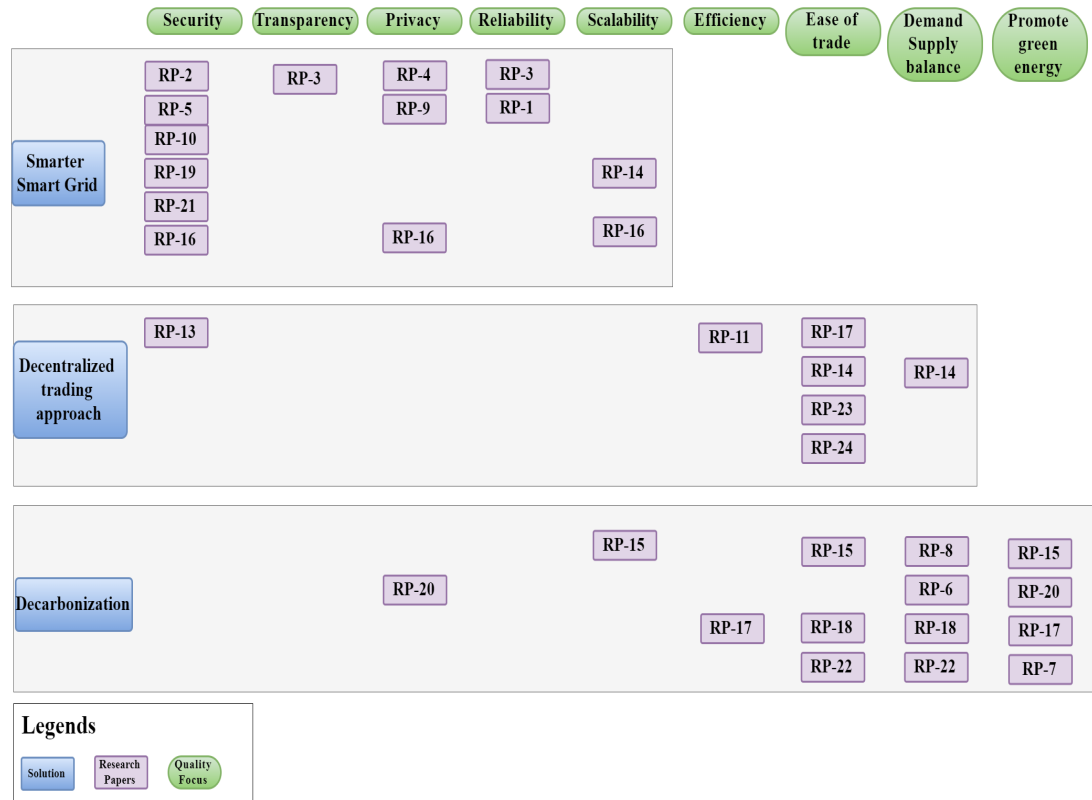 Security
Transparency
Privacy
Reliability
Scalability
Efficiency
Ease of
trade
Demand
Supply
balance
Promote
green
energy
Smarter
Smart Grid
RP-2
RP-3
RP-4
RP-3
RP-5
RP-9
RP-1
RP-10
RP-19
RP-14
RP-21
RP-16
RP-16
RP-16
Decentralized
trading
approach
RP-13
RP-11
RP-17
RP-14
RP-14
RP-23
RP-24
Decarbonization
RP-15
RP-15
RP-8
RP-15
RP-20
RP-6
RP-20
RP-17
RP-18
RP-18
RP-17
RP-22
RP-22
RP-7
Legends
Solution
Research
Papers
Quality
Focus